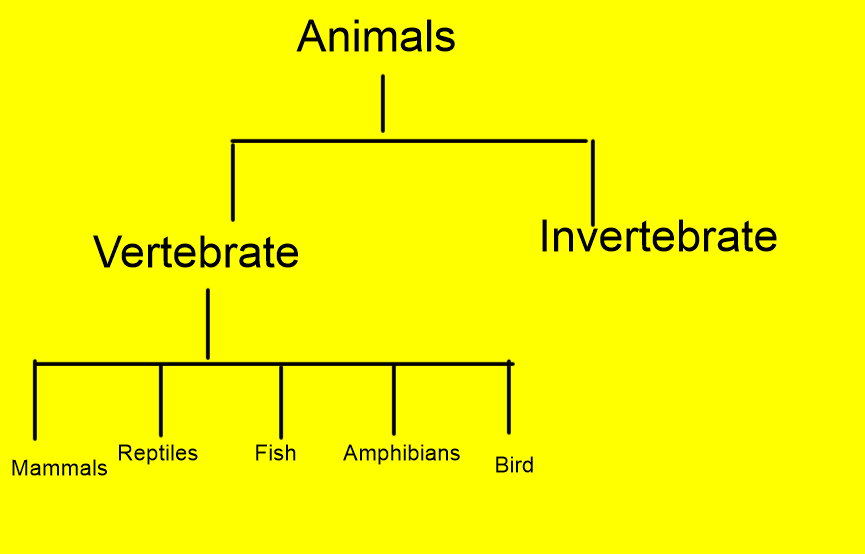 Animals
Vertebrate
Invertebrate
Mammals
Reptiles
Fish
Amphibians
Bird